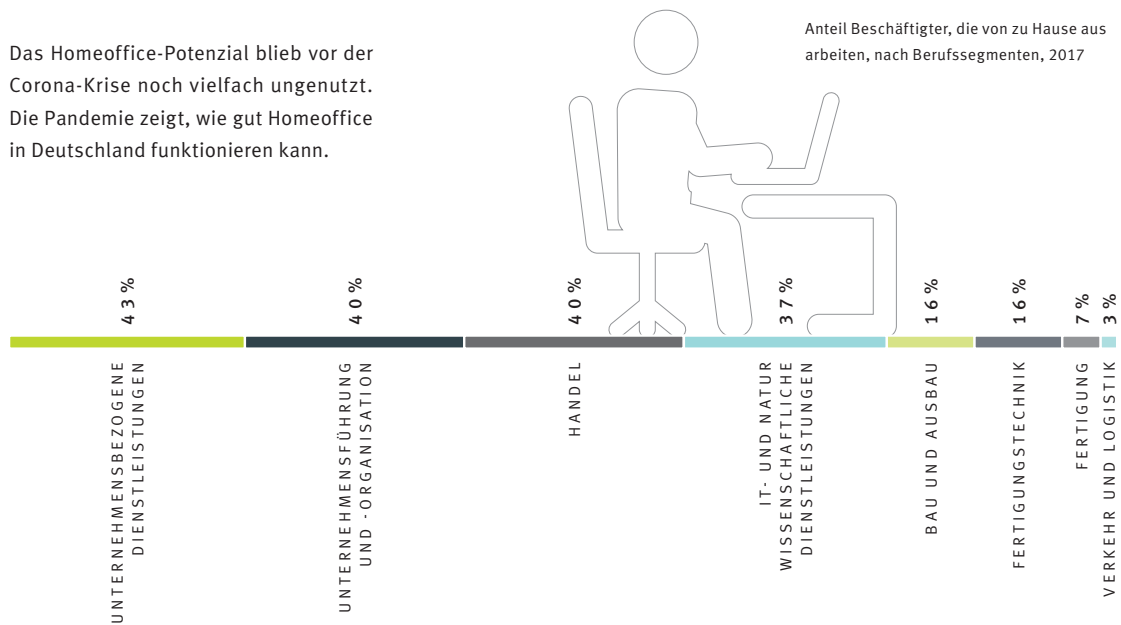 Das Homeoffice-Potenzial blieb vor der
Corona-Krise noch vielfach ungenutzt.
Die Pandemie zeigt, wie gut Homeoffice
in Deutschland funktionieren kann.
Anteil Beschäftigter, die von zu Hause aus
arbeiten, nach Berufssegmenten, 2017
43 %
UNTERNEHMENSBEZOGENE
DIENSTLEISTUNGEN
40 %
UNTERNEHMENSFÜHRUNG
UND -ORGANISATION
40 %
HANDEL
37 %
IT- UND NATUR
WISSENSCHAFTLICHE
DIENSTLEISTUNGEN
16 %
BAU UND AUSBAU
16 %
FERTIGUNGSTECHNIK
7 %
FERTIGUNG
3 %
VERKEHR UND LOGISTIK